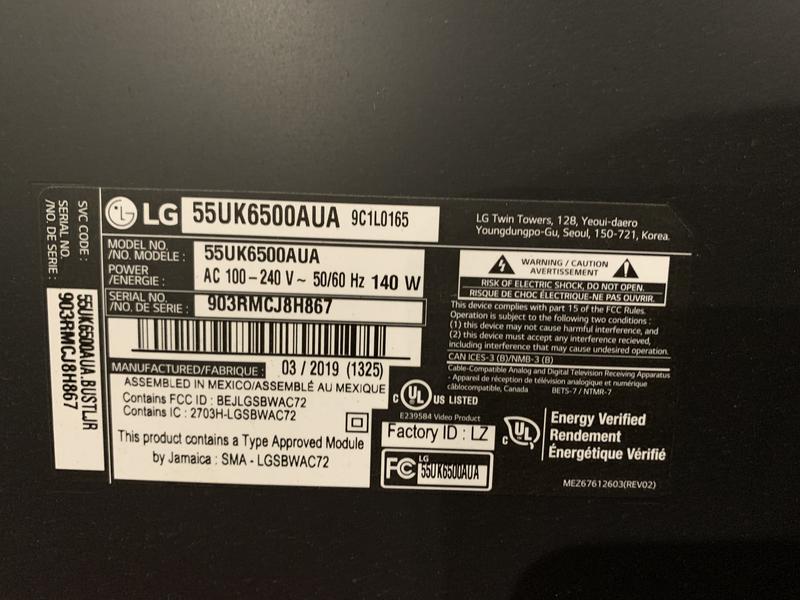 SVC CODE :
55UK6500AUA.BUSTLJR
SERIAL NO.
/NO. DE SERIE :
903RMCJ8H867
LG 55UK6500AUA 9C1L0165
LG Twin Towers, 128, Yeoui-daero
Youngdungpo-Gu, Seoul, 150-721, Korea.
MODEL NO.
/NO. MODÈLE : 55UK6500AUA
POWER
/ÉNERGIE : AC 100 – 240 V ~ 50/60 Hz 140 W
SERIAL NO.
/NO. DE SÉRIE : 903RMCJ8H867
MANUFACTURED/FABRIQUE : 03 / 2019 (1325)
ASSEMBLED IN MEXICO/ASSEMBLÉ AU MEXIQUE
Contains FCC ID : BEJLGSBWAC72
Contains IC : 2703H-LGSBWAC72
This product contains a Type Approved Module
by Jamaica : SMA - LGSBWAC72
WARNING / CAUTION
AVERTISSEMENT
RISK OF ELECTRIC SHOCK, DO NOT OPEN.
RISQUE DE CHOC ÉLECTRIQUE-NE PAS OUVRIR.
This device complies with part 15 of the FCC Rules.
Operation is subject to the following two conditions :
(1) this device may not cause harmful interference, and
(2) this device must accept any interference recieved,
including interference that may cause undesired operation.
CAN ICES-3 (B)/NMB-3 (B)
Cable-Compatible Analog and Digital Television Receiving Apparatus
- Appareil de réception de télévision analogique et numérique
câblocompatible, Canada BETS-7 / NTMR-7
C UL US LISTED
E239584 Video Product
Factory ID : LZ
FC LG
55UK6500AUA
C UL Energy Verified
Rendement
Énergétique Vérifié
MEZ67612603(REV02)